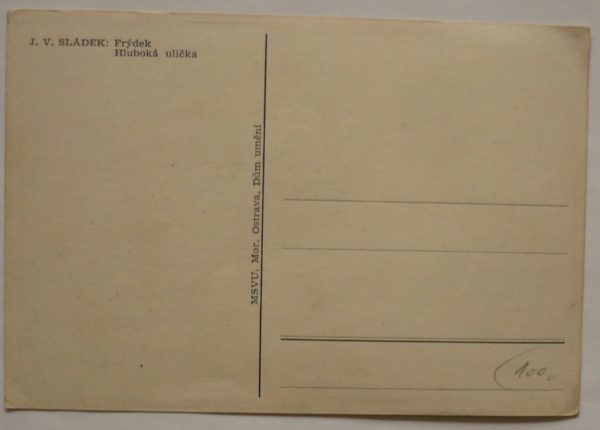 J. V. SLÁDEK: Frýdek
Hluboká ulička
MSVU, Mor. Ostrava, Dům umění
100,